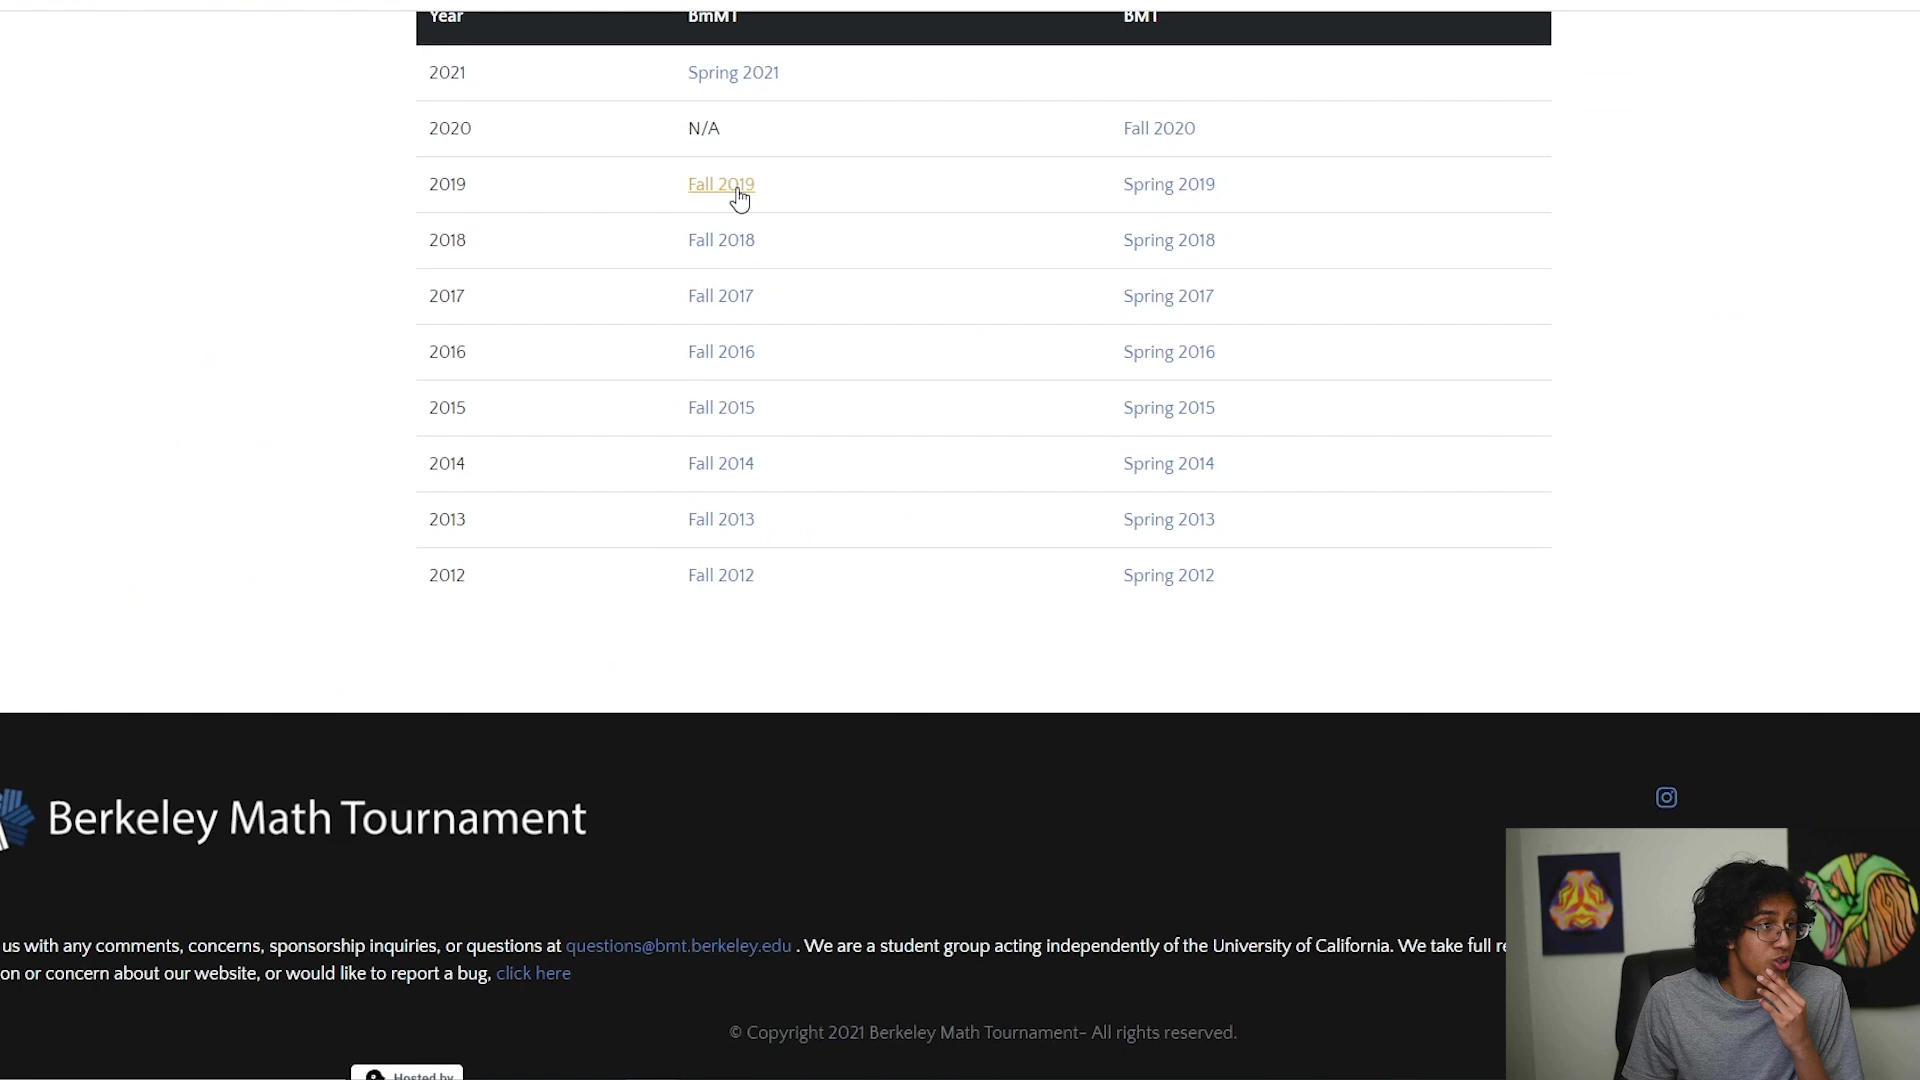 Year BmMT BMT
2021 Spring 2021
2020 N/A Fall 2020
2019 Fall 2019 Spring 2019
2018 Fall 2018 Spring 2018
2017 Fall 2017 Spring 2017
2016 Fall 2016 Spring 2016
2015 Fall 2015 Spring 2015
2014 Fall 2014 Spring 2014
2013 Fall 2013 Spring 2013
2012 Fall 2012 Spring 2012
Berkeley Math Tournament
us with any comments, concerns, sponsorship inquiries, or questions at questions@bmt.berkeley.edu . We are a student group acting independently of the University of California. We take full re
on or concern about our website, or would like to report a bug, click here
© Copyright 2021 Berkeley Math Tournament- All rights reserved.
Hosted by